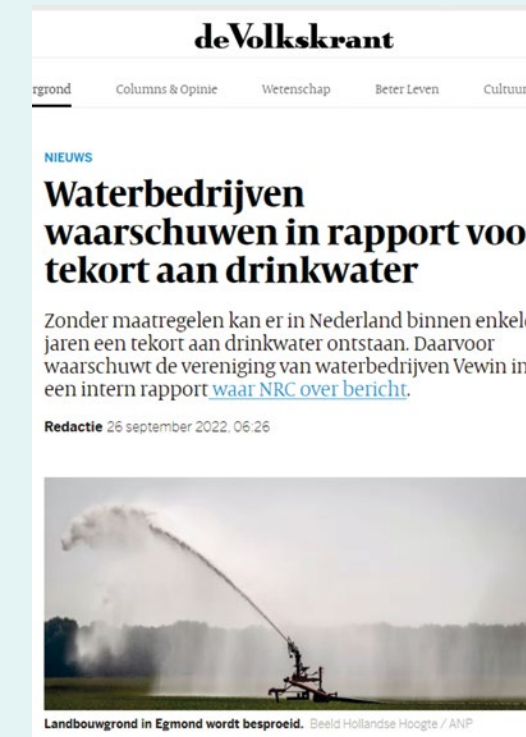 deVolkskrant
rgrond Columns & Opinie Wetenschap Beter Leven Cultuur
NIEUWS
Waterbedrijven
waarschuwen in rapport voo
tekort aan drinkwater
Zonder maatregelen kan er in Nederland binnen enkel
jaren een tekort aan drinkwater ontstaan. Daarvoor
waarschuwt de vereniging van waterbedrijven Vewin in
een intern rapport waar NRC over bericht.
Redactie 26 september 2022, 06:26
Landbouwgrond in Egmond wordt besproeid. Beeld Hollandse Hoogte / ANP